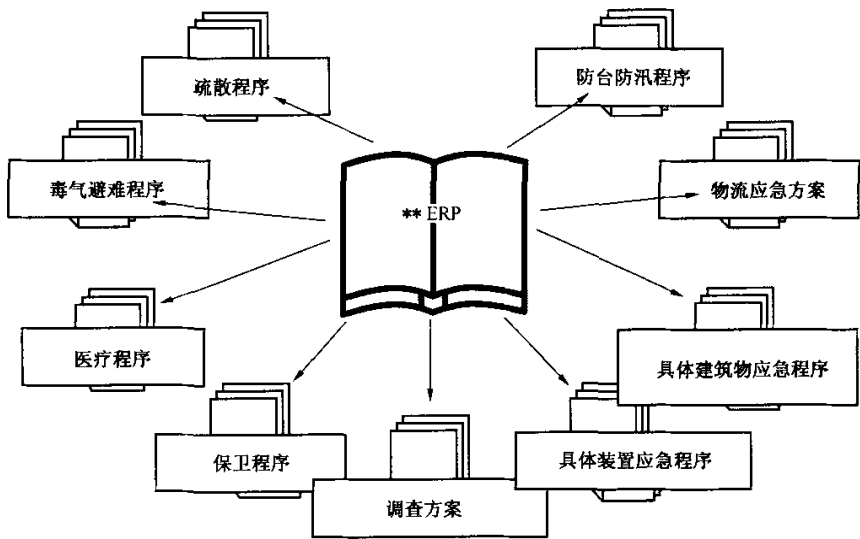 疏散程序
防台防汛程序
毒气避难程序
物流应急方案
** ERP
医疗程序
具体建筑物应急程序
保卫程序
具体装置应急程序
调查方案